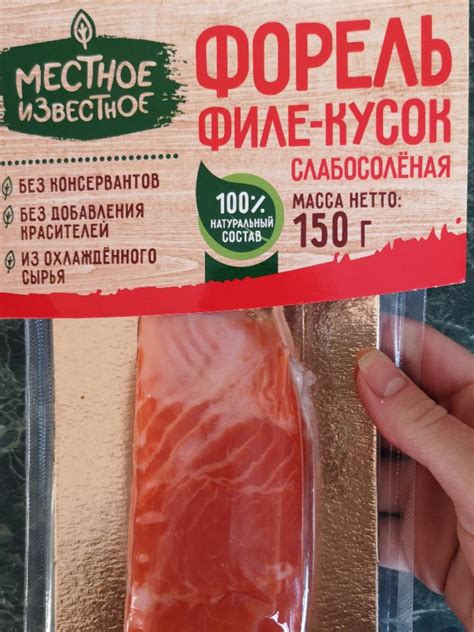 МЕСТНОЕ
ИЗВЕСТНОЕ
ФОРЕЛЬ
ФИЛЕ-КУСОК
СЛАБОСОЛЁНАЯ
БЕЗ КОНСЕРВАНТОВ
БЕЗ ДОБАВЛЕНИЯ
КРАСИТЕЛЕЙ
ИЗ ОХЛАЖДЁННОГО
СЫРЬЯ
100%
НАТУРАЛЬНЫЙ
СОСТАВ
МАССА НЕТТО:
150 г